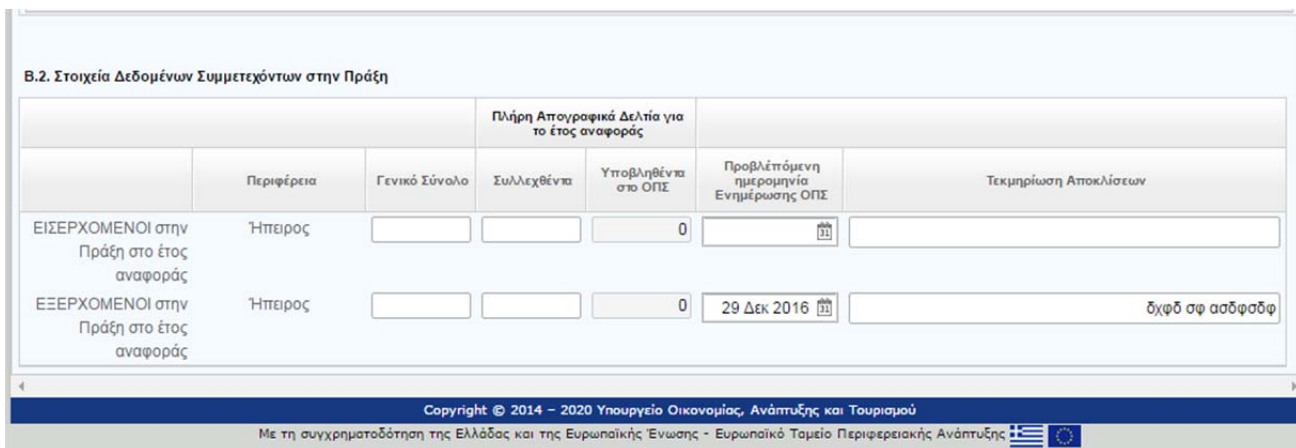 Β.2. Στοιχεία Δεδομένων Συμμετεχόντων στην Πράξη
Πλήρη Απογραφικά Δελτία για
το έτος αναφοράς
Περιφέρεια
Γενικό Σύνολο
Συλλεχθέντα
Υποβληθέντα
στο ΟΠΣ
Προβλέπόμενη
ημερομηνία
Ενημέρωσης ΟΠΣ
Τεκμηρίωση Αποκλίσεων
ΕΙΣΕΡΧΟΜΕΝΟΙ στην
Πράξη στο έτος
αναφοράς
Ήπειρος
0
31
ΕΞΕΡΧΟΜΕΝΟΙ στην
Πράξη στο έτος
αναφοράς
Ήπειρος
0
29 Δεκ 2016
31
δχφδ σφ ασδφσδφ
Copyright © 2014 – 2020 Υπουργείο Οικονομίας, Ανάπτυξης και Τουρισμού
Με τη συγχρηματοδότηση της Ελλάδας και της Ευρωπαϊκής Ένωσης - Ευρωπαϊκό Ταμείο Περιφερειακής Ανάπτυξης